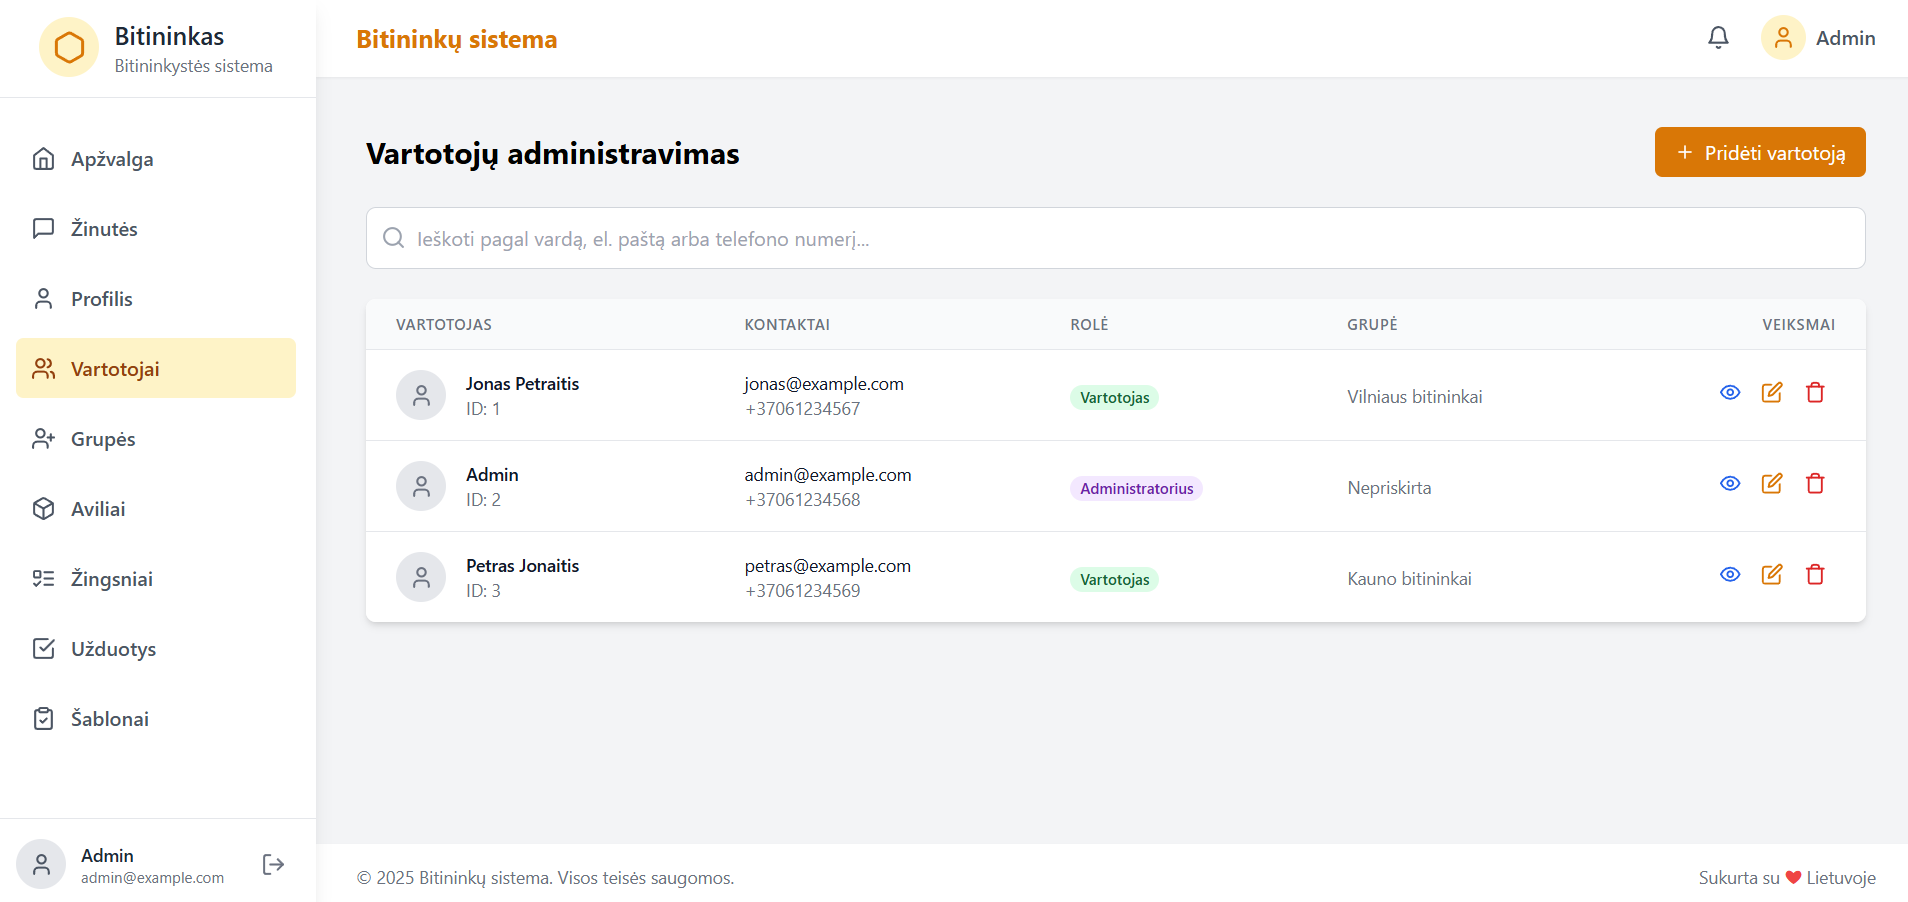 Bitininkas
Bitininkystės sistema
Bitininkų sistema
Admin
Apžvalga
Žinutės
Profilis
Vartotojai
Grupės
Aviliai
Žingsniai
Užduotys
Šablonai
Admin
admin@example.com
Vartotojų administravimas
+ Pridėti vartotoją
Ieškoti pagal vardą, el. paštą arba telefono numerį...
VARTOTOJAS KONTAKTAI ROLĖ GRUPĖ VEIKSMAI
Jonas Petraitis jonas@example.com
ID: 1 +37061234567
Vartotojas Vilniaus bitininkai
Admin admin@example.com
ID: 2 +37061234568
Administratorius Nepriskirta
Petras Jonaitis petras@example.com
ID: 3 +37061234569
Vartotojas Kauno bitininkai
© 2025 Bitininkų sistema. Visos teisės saugomos.
Sukurta su ❤ Lietuvoje